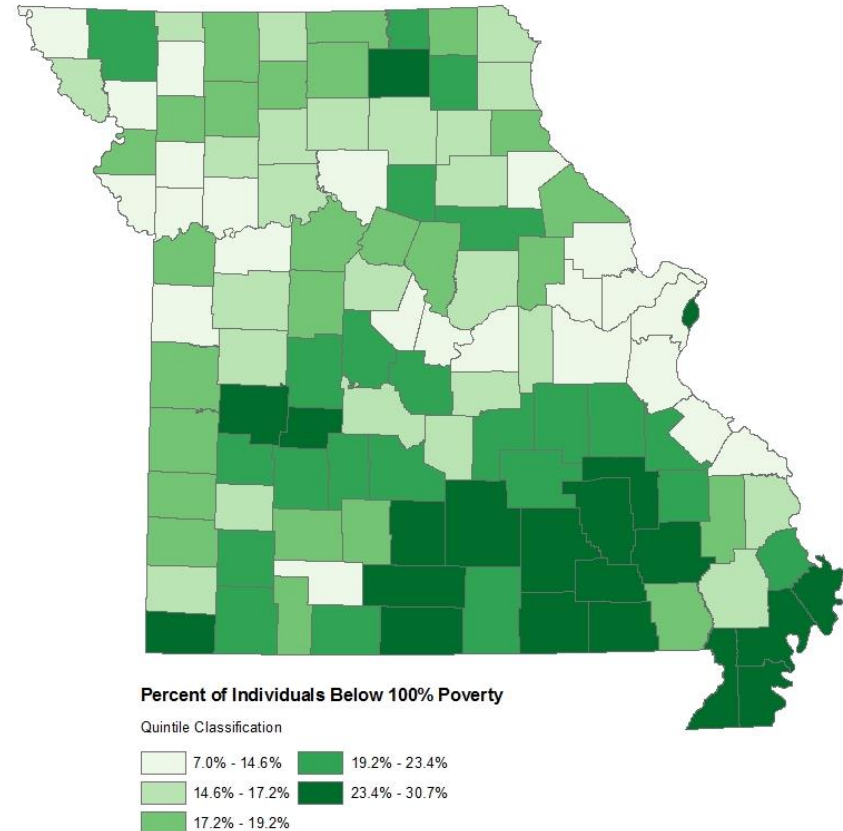 Percent of Individuals Below 100% Poverty
Quintile Classification
7.0% - 14.6%
14.6% - 17.2%
17.2% - 19.2%
19.2% - 23.4%
23.4% - 30.7%